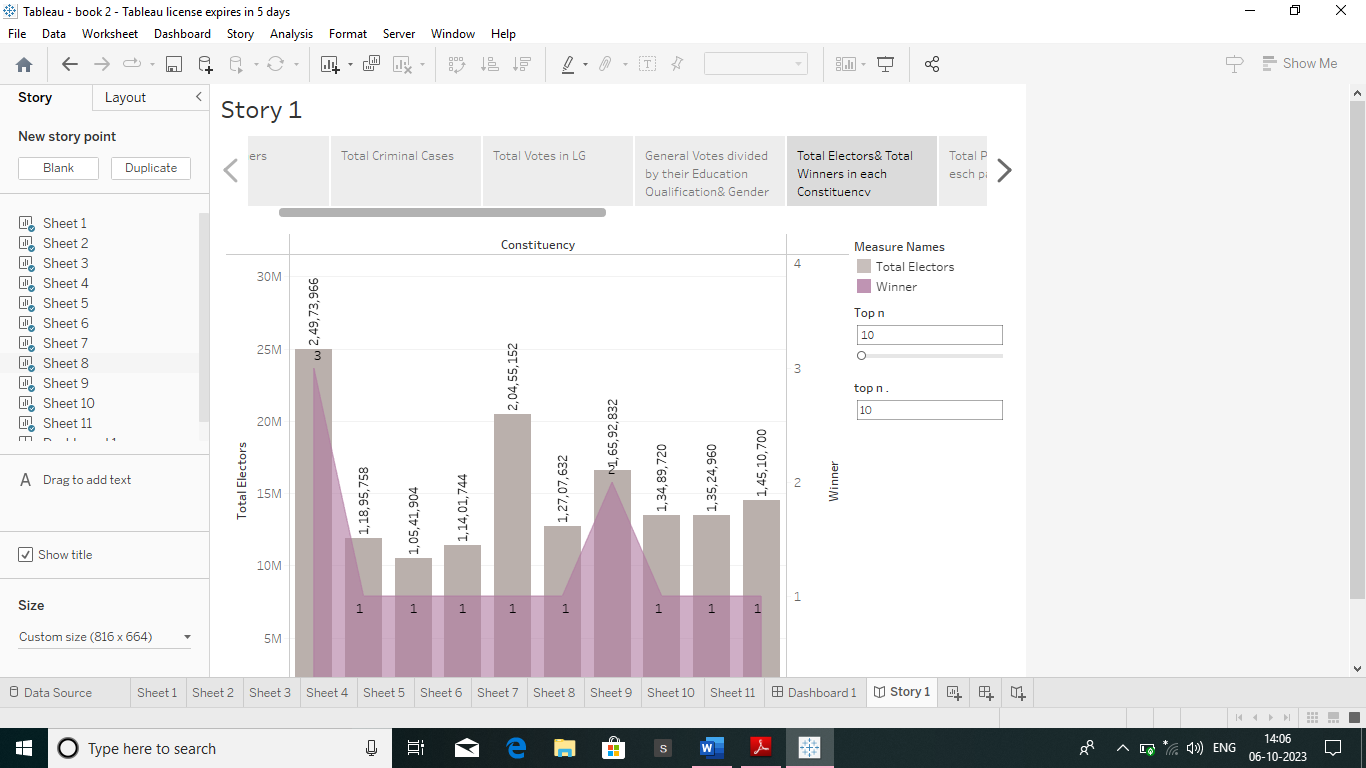 Tableau - book 2 - Tableau license expires in 5 days
File Data Worksheet Dashboard Story Analysis Format Server Window Help
Show Me
Story
Layout
New story point
Blank
Duplicate
Sheet 1
Sheet 2
Sheet 3
Sheet 4
Sheet 5
Sheet 6
Sheet 7
Sheet 8
Sheet 9
Sheet 10
Sheet 11
A Drag to add text
Show title
Size
Custom size (816 x 664)
Story 1
ers
Total Criminal Cases
Total Votes in LG
General Votes divided
by their Education
Qualification& Gender
Total Electors& Total
Winners in each
Constituency
Total P
esch pa
Constituency
Total Electors
30M
25M
20M
15M
10M
5M
2,49,73,966
1,18,95,758
1,05,41,904
1,14,01,744
2,04,55,152
1,27,07,632
1,65,92,832
1,34,89,720
1,35,24,960
1,45,10,700
3
1
1
1
1
1
2
1
1
1
4
3
2
1
Winner
Measure Names
Total Electors
Winner
Top n
10
top n .
10
Data Source Sheet 1 Sheet 2 Sheet 3 Sheet 4 Sheet 5 Sheet 6 Sheet 7 Sheet 8 Sheet 9 Sheet 10 Sheet 11 Dashboard 1 Story 1
Type here to search
S
W
ENG
14:06
06-10-2023